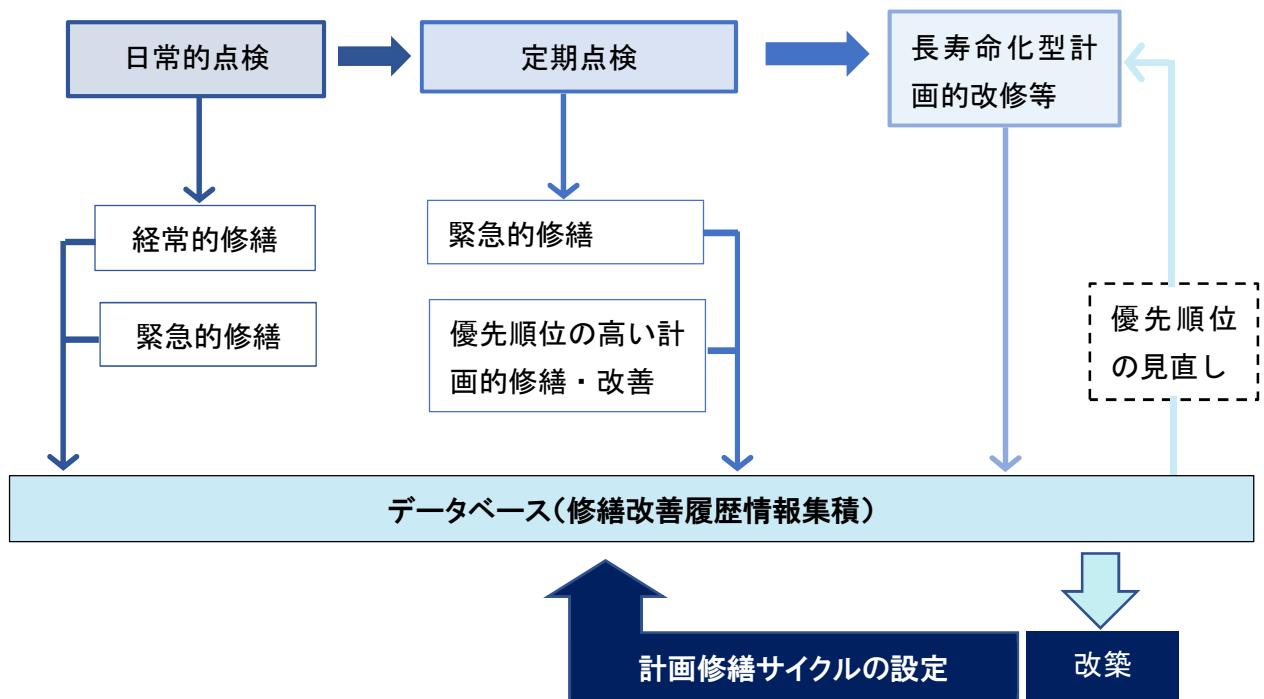 日常的点検
定期点検
長寿命化型計
画的改修等
経常的修繕
緊急的修繕
緊急的修繕
優先順位の高い計
画的修繕・改善
優先順位
の見直し
データベース(修繕改善履歴情報集積)
計画修繕サイクルの設定
改築